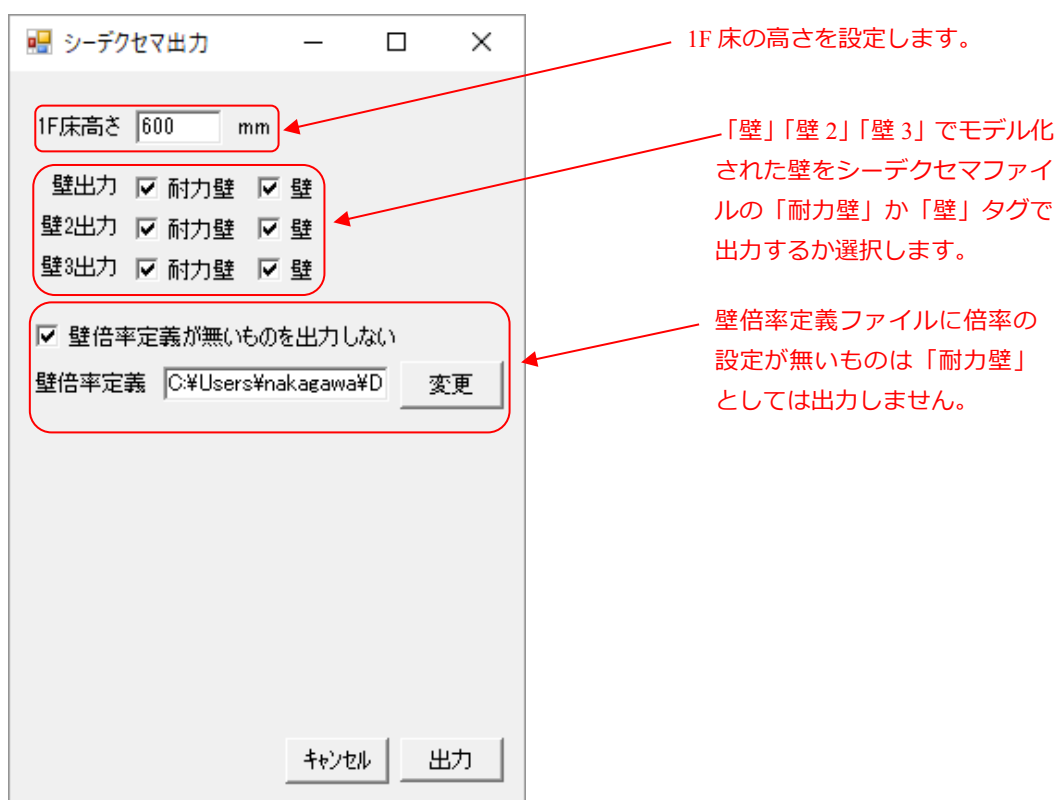 シーデクセマ出力
1F床高さ 600 mm
壁出力 耐力壁 壁
壁2出力 耐力壁 壁
壁3出力 耐力壁 壁
壁倍率定義が無いものを出力しない
壁倍率定義 C:¥Users¥nakagawa¥D 変更
キャンセル 出力
1F 床の高さを設定します。
「壁」「壁 2」「壁 3」でモデル化
された壁をシーデクセマファイ
ルの「耐力壁」か「壁」タグで
出力するか選択します。
壁倍率定義ファイルに倍率の
設定が無いものは「耐力壁」
としては出力しません。